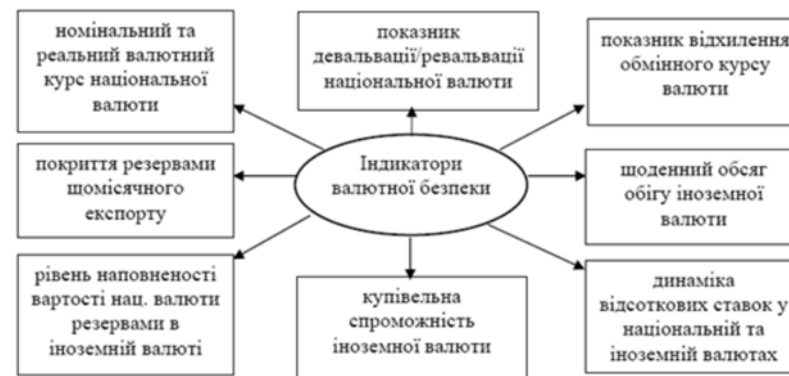 номінальний та
реальний валютний
курс національної
валюти
показник
девальвації/ревальвації
національної валюти
показник відхилення
обмінного курсу
валюти
покриття резервами
щомісячного
експорту
Індикатори
валютної безпеки
щоденний обсяг
обігу іноземної
валюти
рівень наповненості
вартості нац. валюти
резервами в
іноземній валюті
купівельна
спроможність
іноземної валюти
динаміка
відсоткових ставок у
національній та
іноземній валютах